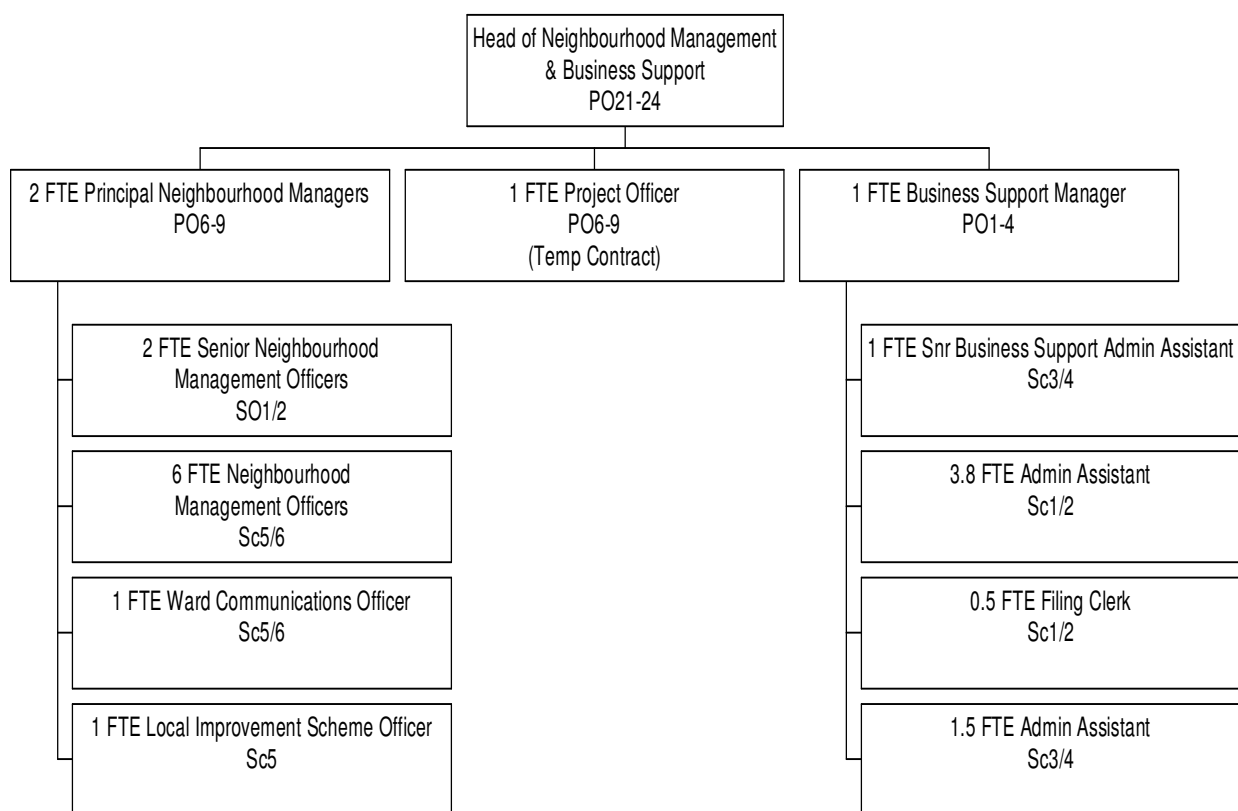 Head of Neighbourhood Management
& Business Support
PO21-24
2 FTE Principal Neighbourhood Managers
PO6-9
1 FTE Project Officer
PO6-9
(Temp Contract)
1 FTE Business Support Manager
PO1-4
2 FTE Senior Neighbourhood
Management Officers
SO1/2
6 FTE Neighbourhood
Management Officers
Sc5/6
1 FTE Ward Communications Officer
Sc5/6
1 FTE Local Improvement Scheme Officer
Sc5
1 FTE Snr Business Support Admin Assistant
Sc3/4
3.8 FTE Admin Assistant
Sc1/2
0.5 FTE Filing Clerk
Sc1/2
1.5 FTE Admin Assistant
Sc3/4